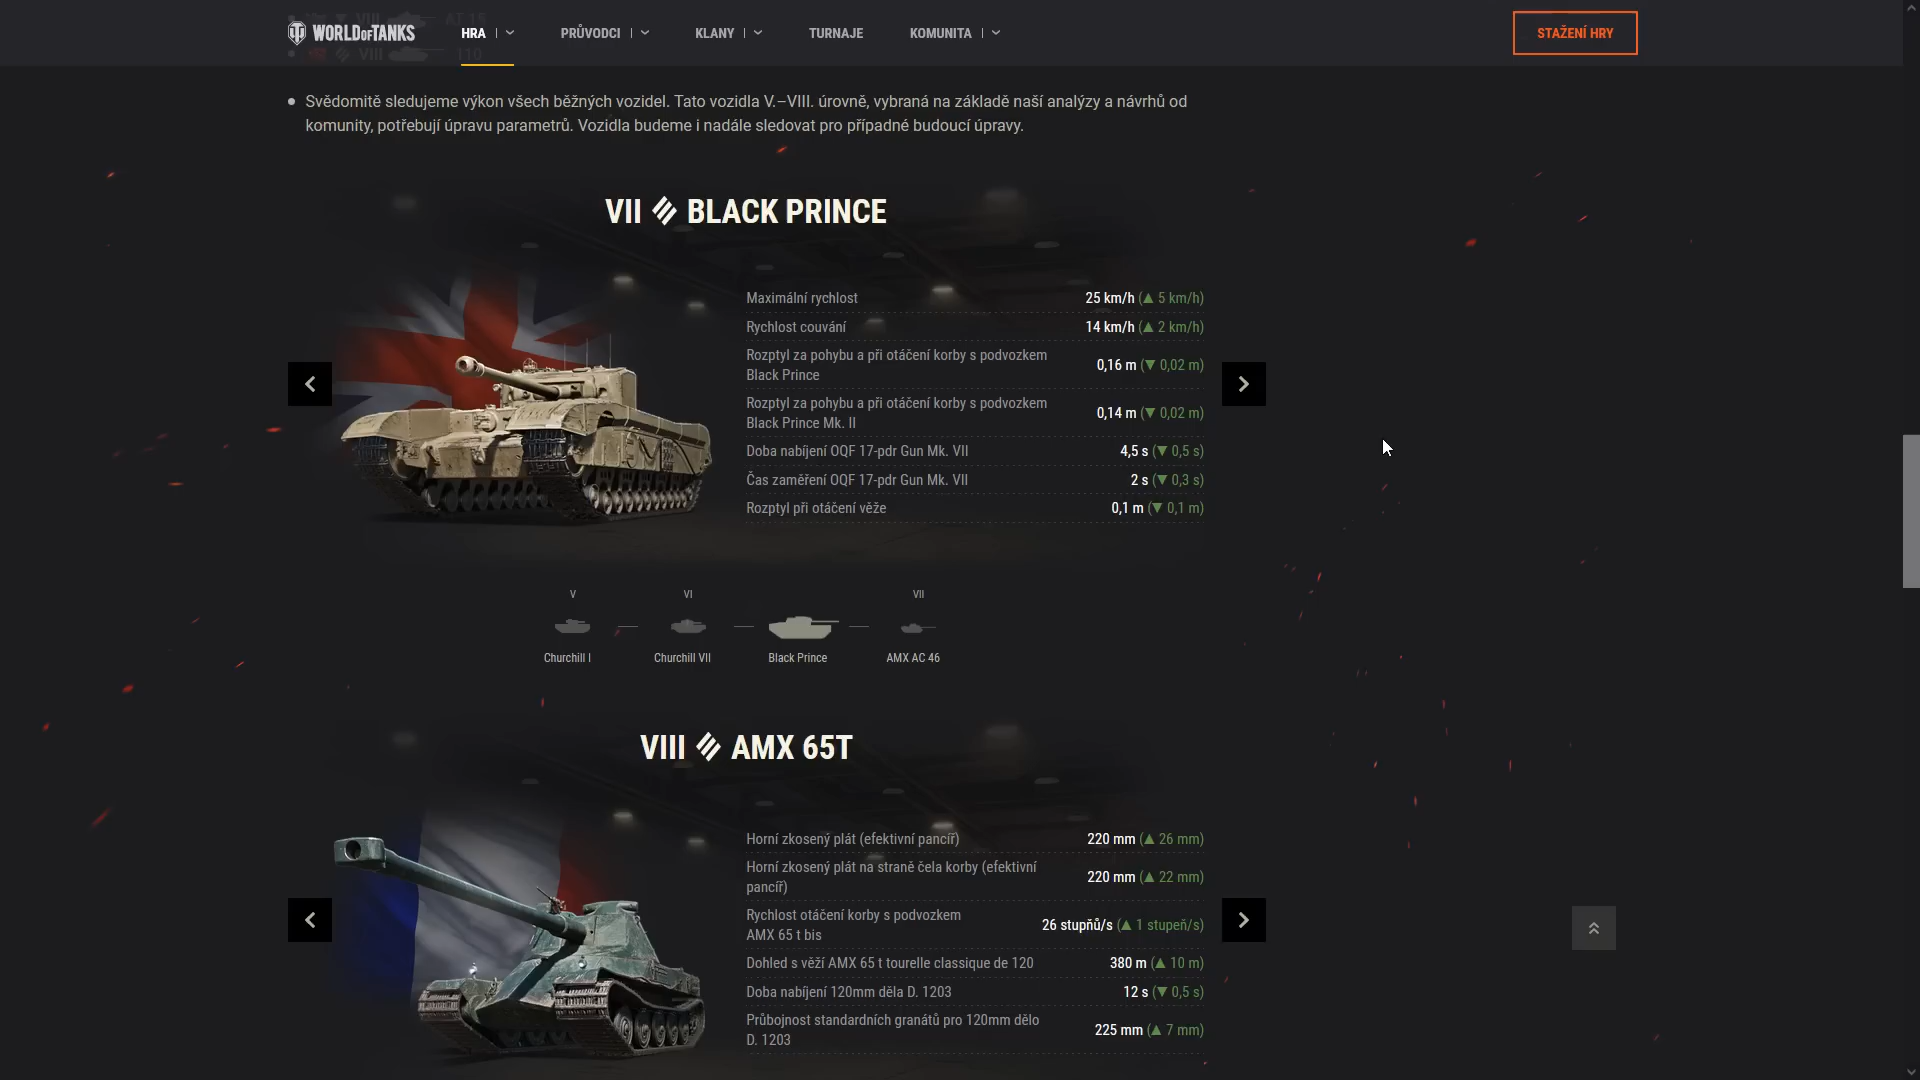 WORLD OF TANKS
HRA
PRŮVODCI
KLANY
TURNAJE
KOMUNITA
STAŽENÍ HRY
VIII 110
Svědomitě sledujeme výkon všech běžných vozidel. Tato vozidla V.–VIII. úrovně, vybraná na základě naší analýzy a návrhů od
komunity, potřebují úpravu parametrů. Vozidla budeme i nadále sledovat pro případné budoucí úpravy.
VII BLACK PRINCE
Maximální rychlost 25 km/h (▲ 5 km/h)
Rychlost couvání 14 km/h (▲ 2 km/h)
Rozptyl za pohybu a při otáčení korby s podvozkem
Black Prince 0,16 m (▼ 0,02 m)
Rozptyl za pohybu a při otáčení korby s podvozkem
Black Prince Mk. II 0,14 m (▼ 0,02 m)
Doba nabíjení OQF 17-pdr Gun Mk. VII 4,5 s (▼ 0,5 s)
Čas zaměření OQF 17-pdr Gun Mk. VII 2 s (▼ 0,3 s)
Rozptyl při otáčení věže 0,1 m (▼ 0,1 m)
V VI VII
Churchill I Churchill VII Black Prince AMX AC 46
VIII AMX 65T
Horní zkosený plát (efektivní pancíř) 220 mm (▲ 26 mm)
Horní zkosený plát na straně čela korby (efektivní
pancíř) 220 mm (▲ 22 mm)
Rychlost otáčení korby s podvozkem
AMX 65 t bis 26 stupňů/s (▲ 1 stupeň/s)
Dohled s věží AMX 65 t tourelle classique de 120 380 m (▲ 10 m)
Doba nabíjení 120mm děla D. 1203 12 s (▼ 0,5 s)
Průbojnost standardních granátů pro 120mm dělo
D. 1203 225 mm (▲ 7 mm)